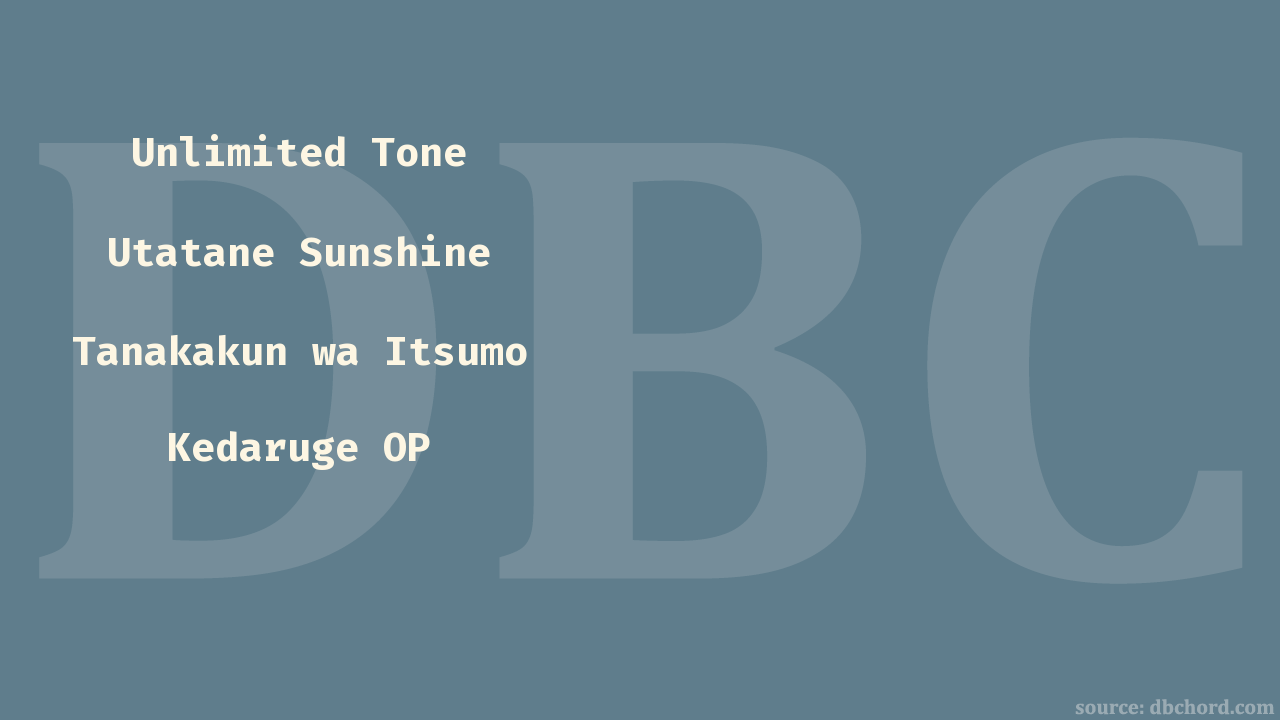 Unlimited Tone
Utatane Sunshine
Tanakakun wa Itsumo
Kedaruge OP
DBC
source: dbchord.com